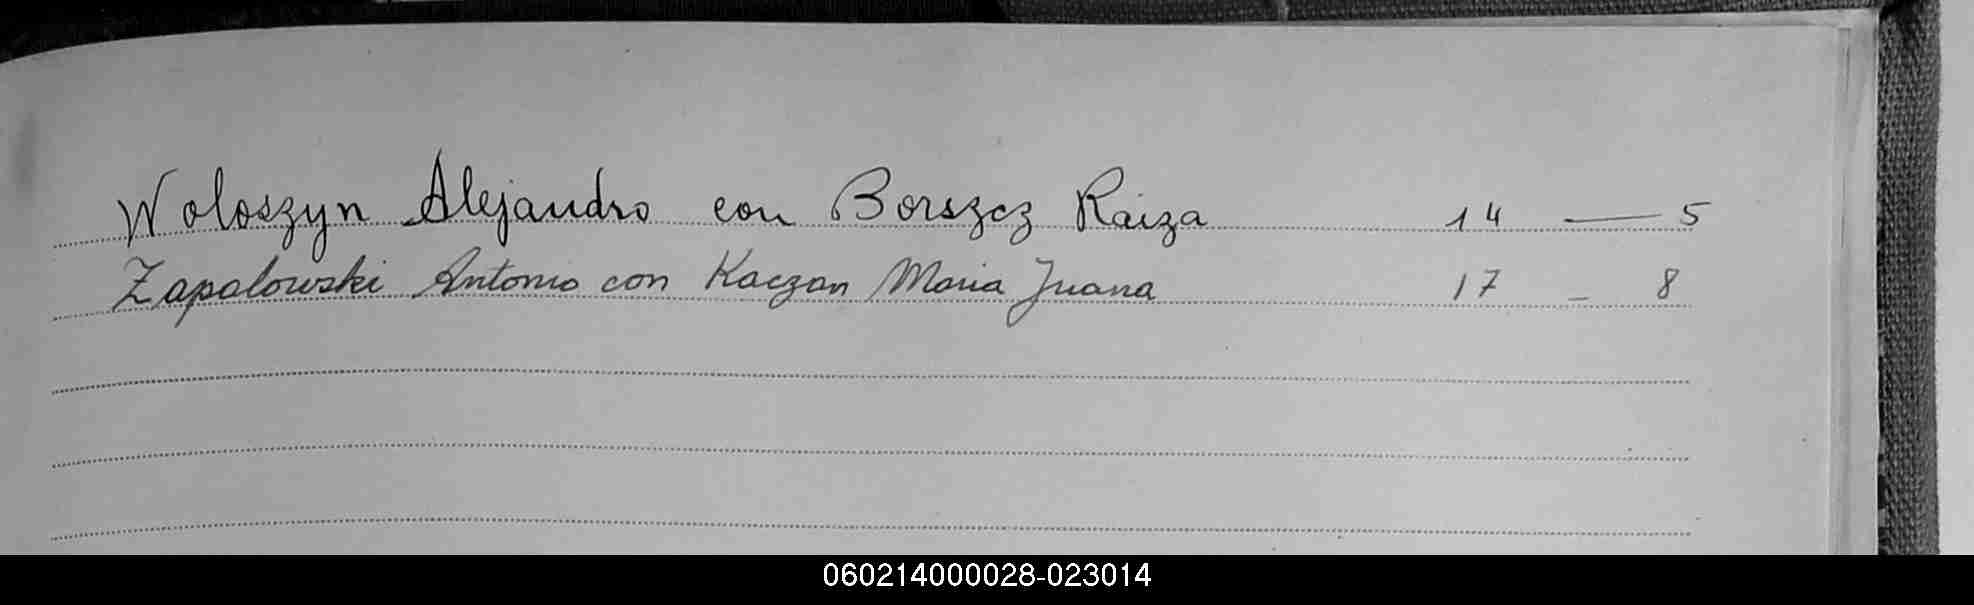 Woloszyn Alejandro con Borszcz Raiza 14 — 5
Zapalowski Antonio con Kaczan Maria Juana 17 – 8
060214000028-023014